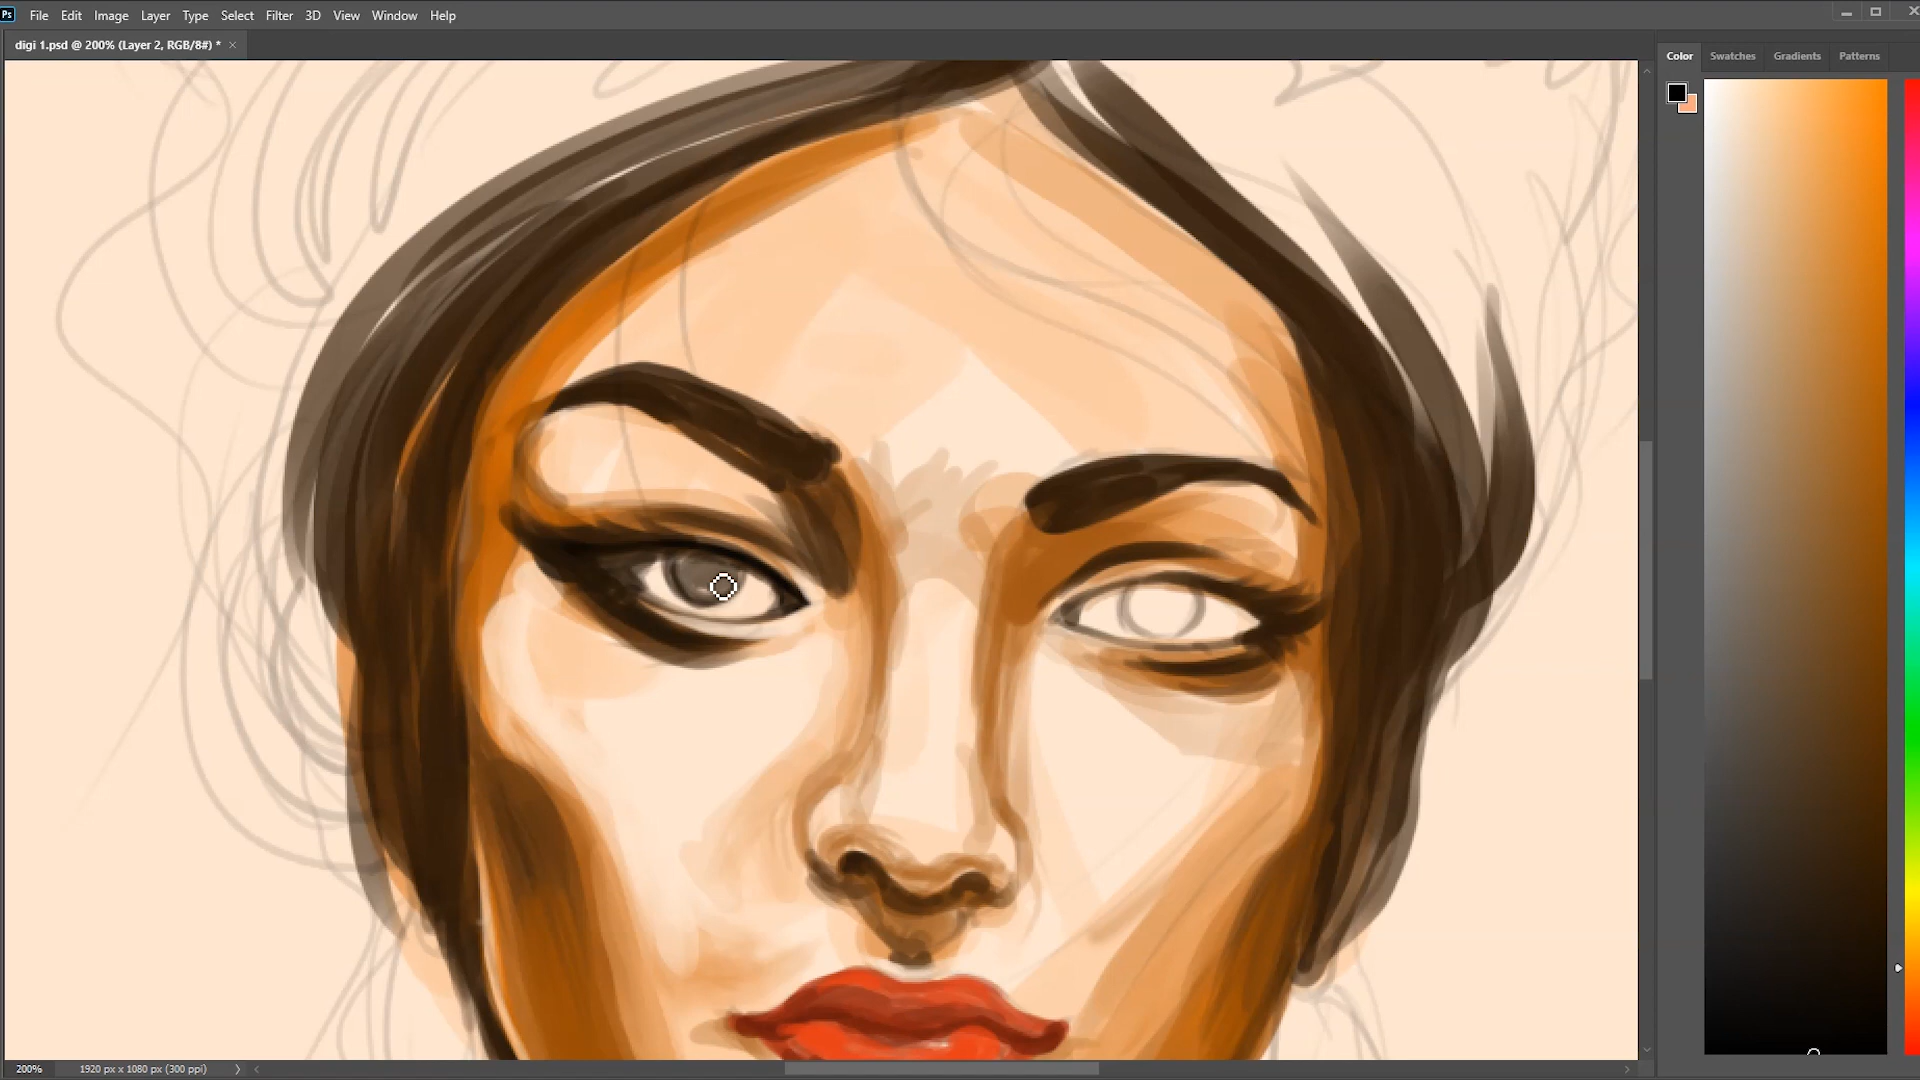 Ps File Edit Image Layer Type Select Filter 3D View Window Help
digi 1.psd @ 200% (Layer 2, RGB/8#) *
Color Swatches Gradients Patterns
200% 1920 px x 1080 px (300 ppi)